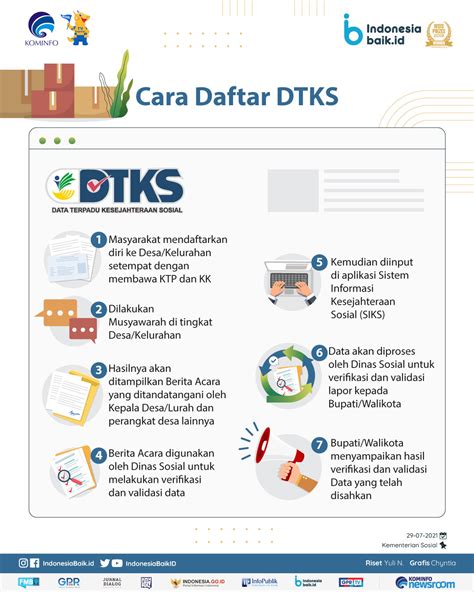 KOMINFO
Indonesia
baik.id
Cara Daftar DTKS
DTKS
DATA TERPADU KESEJAHTERAAN SOSIAL
1
Masyarakat mendaftarkan
diri ke Desa/Kelurahan
setempat dengan
membawa KTP dan KK
2
Dilakukan
Musyawarah di tingkat
Desa/Kelurahan
3
Hasilnya akan
ditampilkan Berita Acara
yang ditandatangani oleh
Kepala Desa/Lurah dan
perangkat desa lainnya
4
Berita Acara digunakan
oleh Dinas Sosial untuk
melakukan verifikasi
dan validasi data
5
Kemudian diinput
di aplikasi Sistem
Informasi
Kesejahteraan
Sosial (SIKS)
6
Data akan diproses
oleh Dinas Sosial untuk
verifikasi dan validasi
lapor kepada
Bupati/Walikota
7
Bupati/Walikota
menyampaikan hasil
verifikasi dan validasi
Data yang telah
disahkan
29-07-2021
Kementerian Sosial
IndonesiaBaik.id
IndonesiaBaikID
Riset Yuli N. Grafis Chyntia
FMB9
GPR
JURNAL
DIALOG
INDONESIA.GO.ID
InfoPublik
Indonesia
baik.id
GPRTV
KOMINFO
newsroom